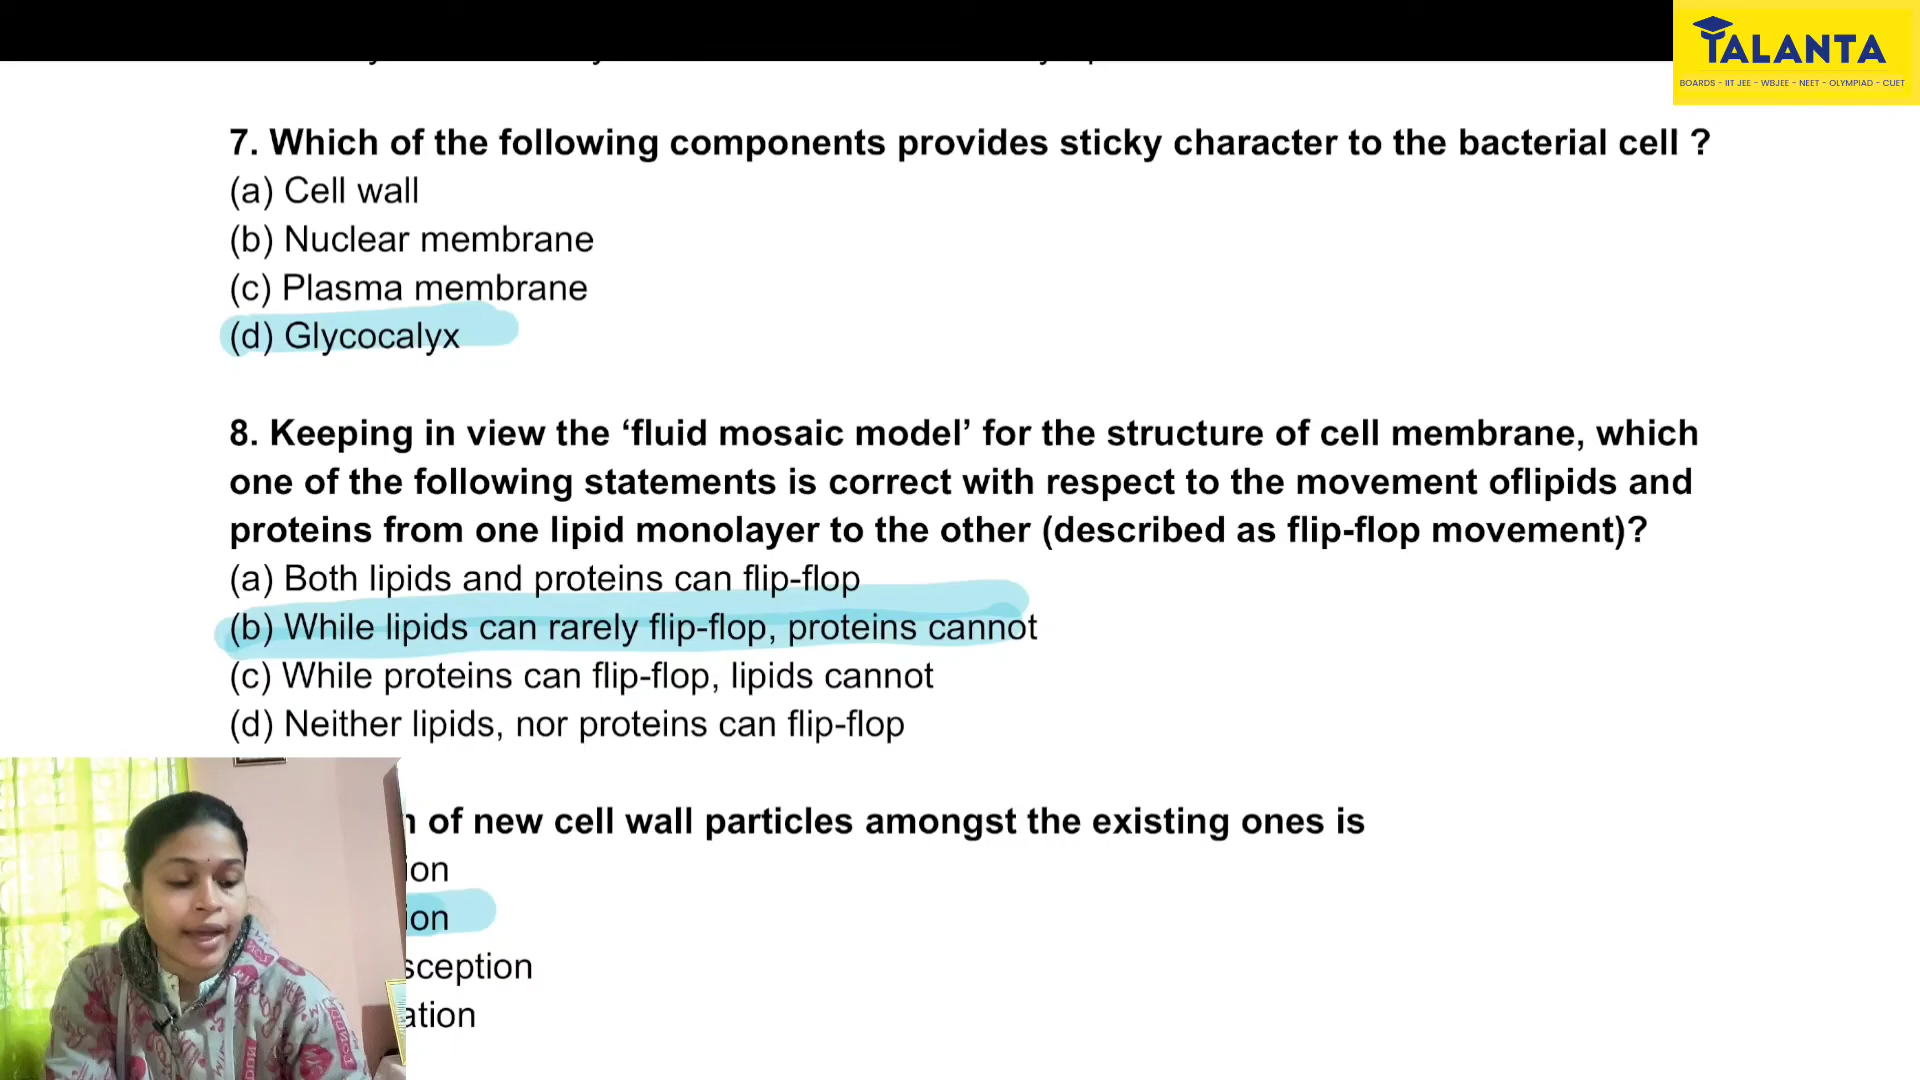 TALANTA
BOARDS - IIT JEE - WBJEE - NEET - OLYMPIAD - CUET
7. Which of the following components provides sticky character to the bacterial cell ?
(a) Cell wall
(b) Nuclear membrane
(c) Plasma membrane
(d) Glycocalyx
8. Keeping in view the ‘fluid mosaic model’ for the structure of cell membrane, which
one of the following statements is correct with respect to the movement oflipids and
proteins from one lipid monolayer to the other (described as flip-flop movement)?
(a) Both lipids and proteins can flip-flop
(b) While lipids can rarely flip-flop, proteins cannot
(c) While proteins can flip-flop, lipids cannot
(d) Neither lipids, nor proteins can flip-flop
of new cell wall particles amongst the existing ones is
ion
ion
sception
ation